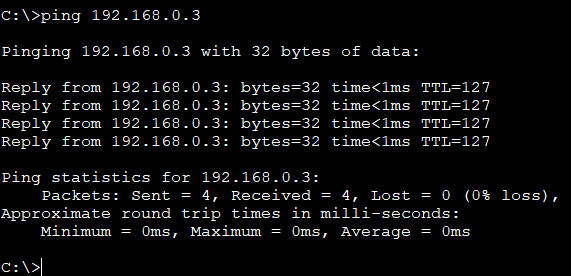 C:\>ping 192.168.0.3
Pinging 192.168.0.3 with 32 bytes of data:
Reply from 192.168.0.3: bytes=32 time<1ms TTL=127
Reply from 192.168.0.3: bytes=32 time<1ms TTL=127
Reply from 192.168.0.3: bytes=32 time<1ms TTL=127
Reply from 192.168.0.3: bytes=32 time<1ms TTL=127
Ping statistics for 192.168.0.3:
    Packets: Sent = 4, Received = 4, Lost = 0 (0% loss),
Approximate round trip times in milli-seconds:
    Minimum = 0ms, Maximum = 0ms, Average = 0ms
C:\>